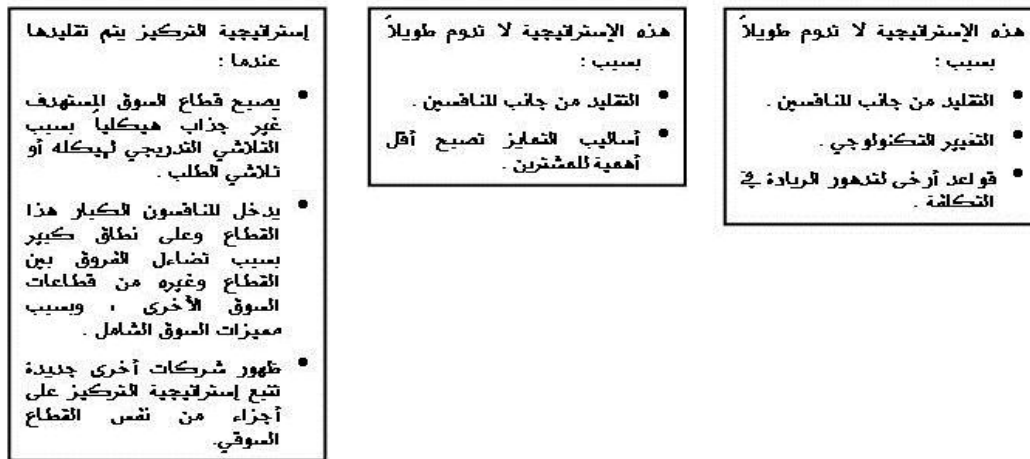 هذه الإستراتيجية لا تدوم طويلاً
بسبب :
• التقليد من جانب المنافسين .
• التغيير التكنولوجي .
• قواعد أخرى لتدهور الريادة في
التكلفة .
هذه الإستراتيجية لا تدوم طويلاً
بسبب :
• التقليد من جانب المنافسين .
• أساليب التمايز تصبح أقل
أهمية للمشترين .
إستراتيجية التركيز يتم تقليدها
عندما :
• يصبح قطاع السوق المستهدف
غير جذاب هيكلياً بسبب
التلاشي التدريجي لهيكله أو
تلاشي الطلب .
• يدخل المنافسون الكبار هذا
القطاع وعلى نطاق كبير
بسبب تضاءل الفروق بين
القطاع وغيره من قطاعات
السوق الأخرى ، وبسبب
مميزات السوق الشامل .
• ظهور شركات أخرى جديدة
تتبع إستراتيجية التركيز على
أجزاء من نفس القطاع
السوقي.